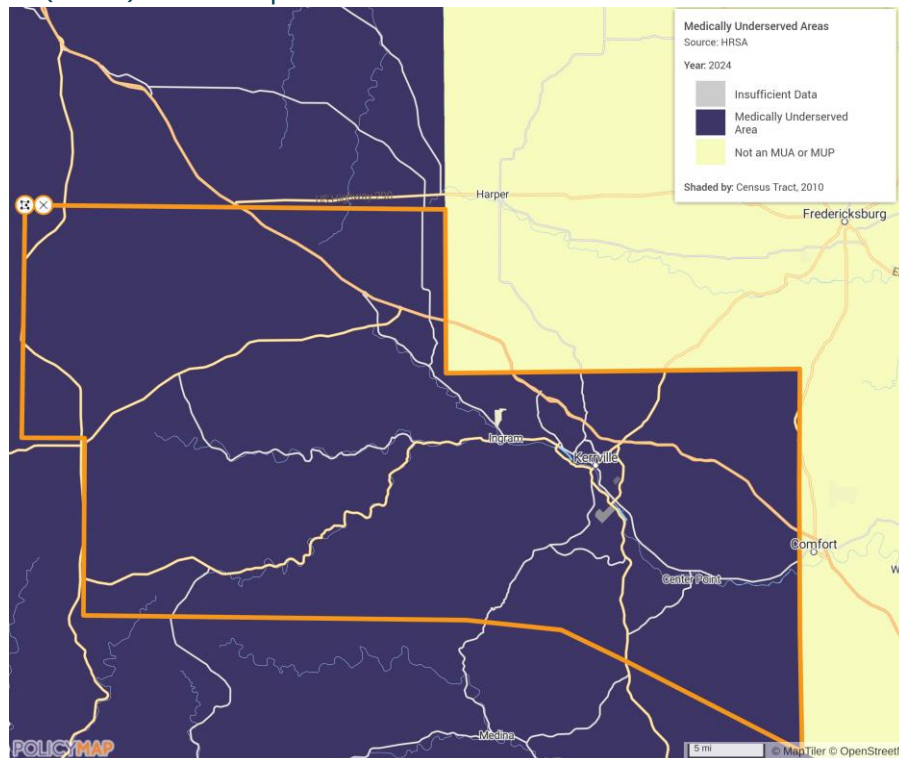 Medically Underserved Areas
Source: HRSA
Year: 2024
Insufficient Data
Medically Underserved
Area
Not an MUA or MUP
Shaded by: Census Tract, 2010
Harper
Fredericksburg
Ingram
Kerrville
Comfort
Center Point
Medina
POLICYMAP
5 mi
© MapTiler © OpenStreetM